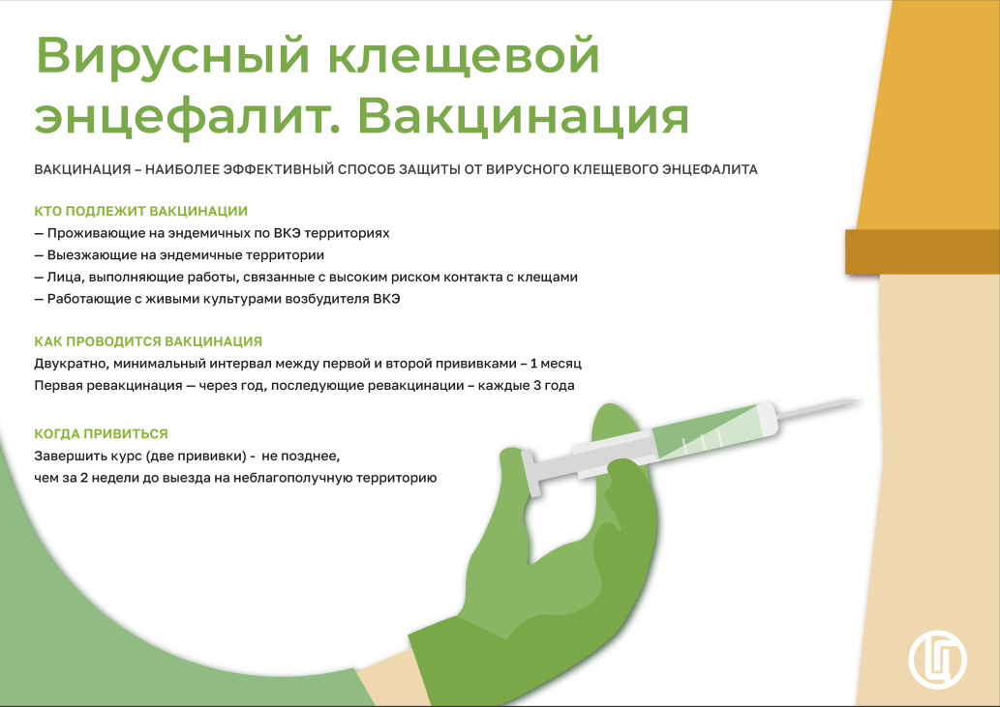 Вирусный клещевой
энцефалит. Вакцинация
ВАКЦИНАЦИЯ – НАИБОЛЕЕ ЭФФЕКТИВНЫЙ СПОСОБ ЗАЩИТЫ ОТ ВИРУСНОГО КЛЕЩЕВОГО ЭНЦЕФАЛИТА
КТО ПОДЛЕЖИТ ВАКЦИНАЦИИ
— Проживающие на эндемичных по ВКЭ территориях
— Выезжающие на эндемичные территории
— Лица, выполняющие работы, связанные с высоким риском контакта с клещами
— Работающие с живыми культурами возбудителя ВКЭ
КАК ПРОВОДИТСЯ ВАКЦИНАЦИЯ
Двукратно, минимальный интервал между первой и второй прививками – 1 месяц
Первая ревакцинация — через год, последующие ревакцинации – каждые 3 года
КОГДА ПРИВИТЬСЯ
Завершить курс (две прививки) - не позднее,
чем за 2 недели до выезда на неблагополучную территорию